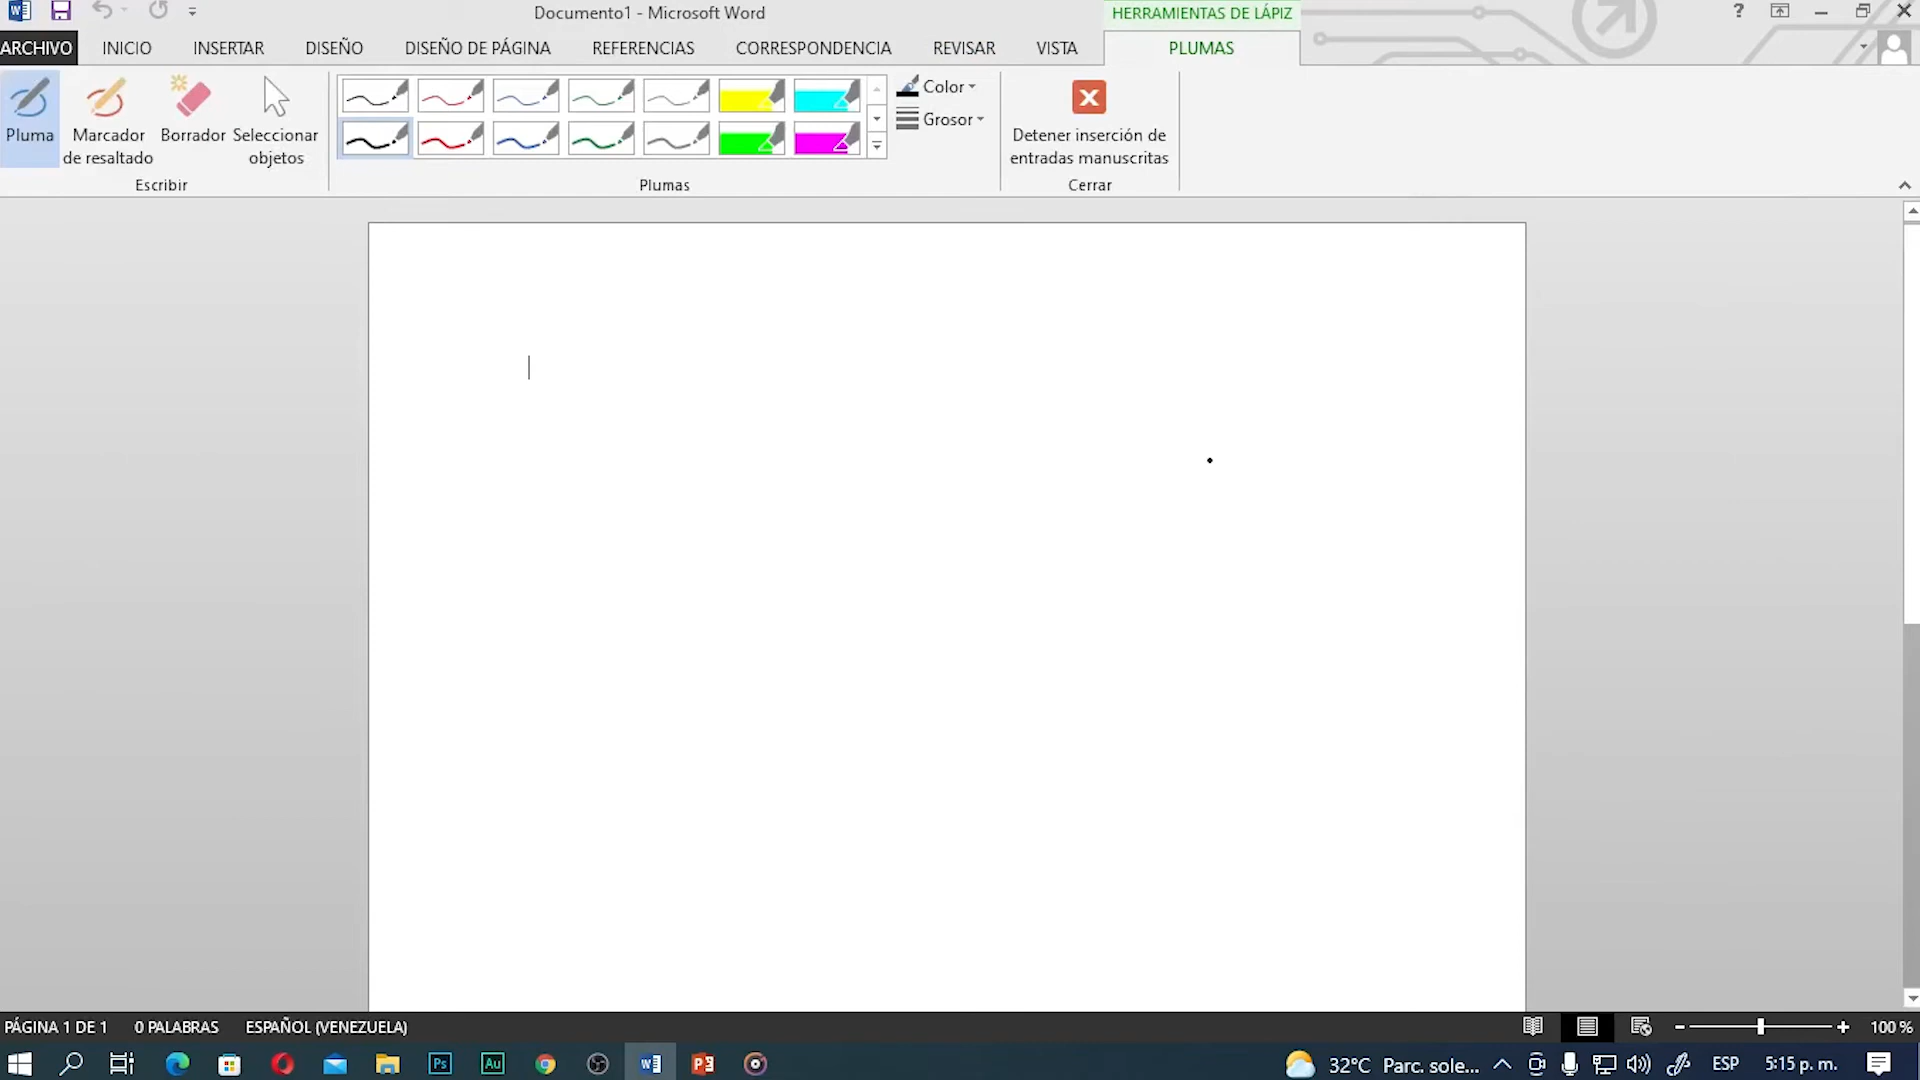 Documento1 - Microsoft Word
HERRAMIENTAS DE LÁPIZ
?
ARCHIVO INICIO INSERTAR DISEÑO DISEÑO DE PÁGINA REFERENCIAS CORRESPONDENCIA REVISAR VISTA PLUMAS
Pluma
Marcador de resaltado
Borrador
Seleccionar objetos
Color
Grosor
Detener inserción de entradas manuscritas
Escribir
Plumas
Cerrar
PÁGINA 1 DE 1 0 PALABRAS ESPAÑOL (VENEZUELA)
100 %
Ps Au
32°C Parc. sole... ESP 5:15 p. m.